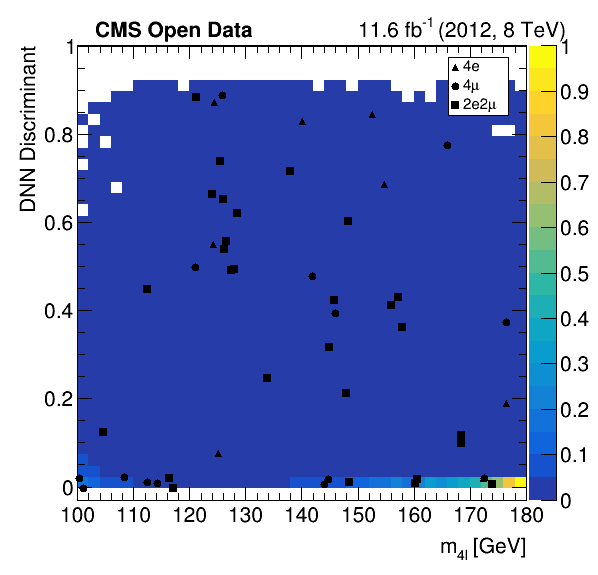 CMS Open Data
11.6 fb⁻¹ (2012, 8 TeV)
DNN Discriminant
1
0.8
0.6
0.4
0.2
0
4e
4μ
2e2μ
1
0.9
0.8
0.7
0.6
0.5
0.4
0.3
0.2
0.1
0
100 110 120 130 140 150 160 170 180
m₄ₗ [GeV]